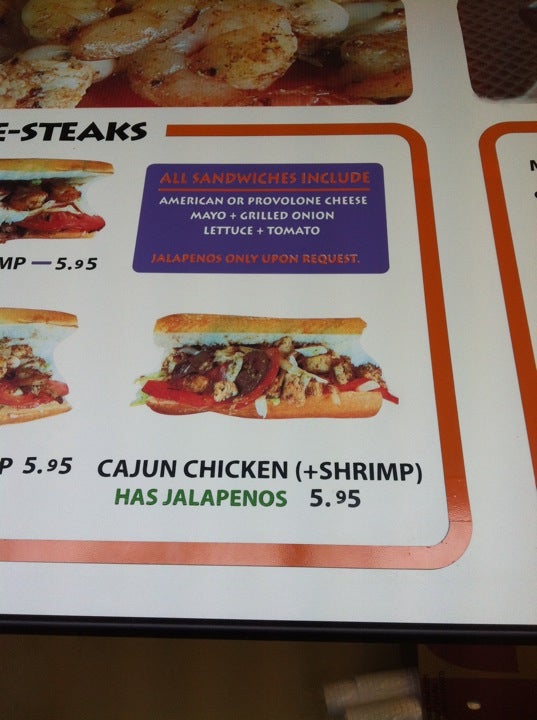 E-STEAKS
ALL SANDWICHES INCLUDE
AMERICAN OR PROVOLONE CHEESE
MAYO + GRILLED ONION
LETTUCE + TOMATO
JALAPENOS ONLY UPON REQUEST.
MP — 5.95
P 5.95
CAJUN CHICKEN (+SHRIMP)
HAS JALAPENOS 5.95